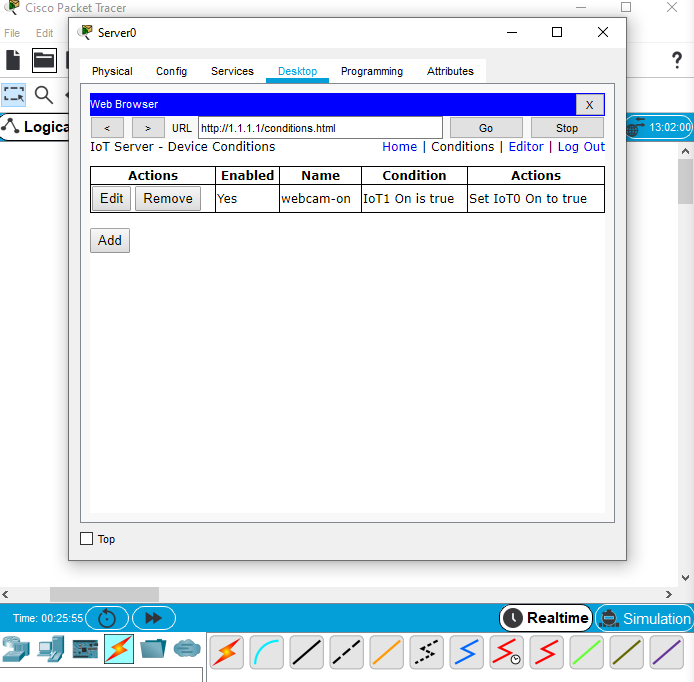 Cisco Packet Tracer
File Edit
Server0
Physical Config Services Desktop Programming Attributes
Web Browser X
< > URL http://1.1.1.1/conditions.html Go Stop
IoT Server - Device Conditions Home | Conditions | Editor | Log Out
Actions Enabled Name Condition Actions
Edit Remove Yes webcam-on IoT1 On is true Set IoT0 On to true
Add
Top
Logica
13:02:00
?
Time: 00:25:55 Realtime Simulation